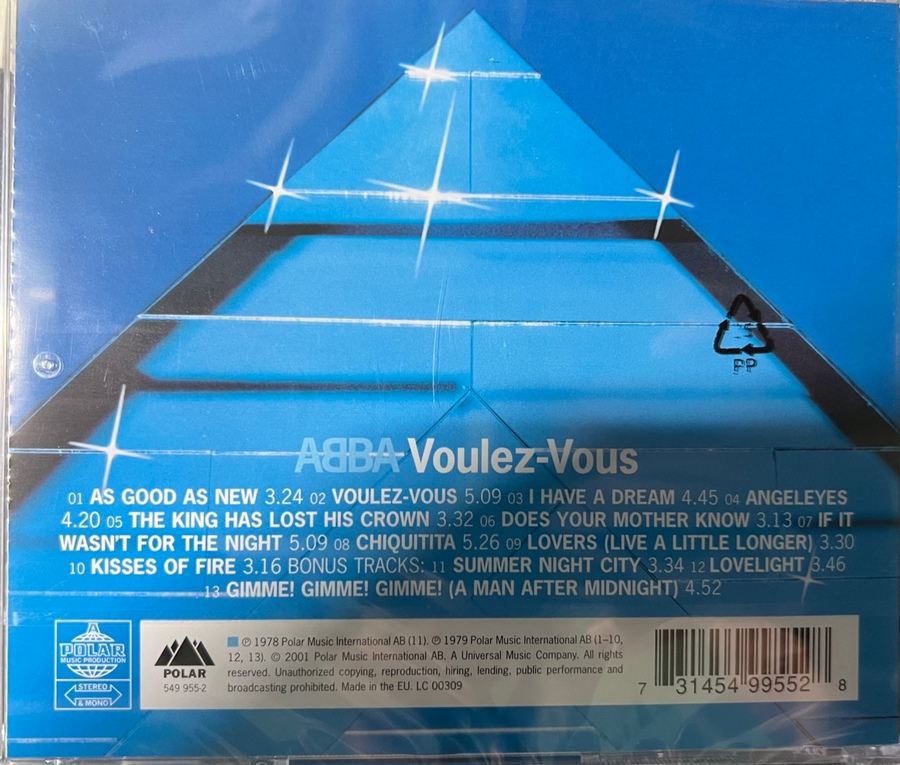 PP
ABBA Voulez-Vous
01 AS GOOD AS NEW 3.24 02 VOULEZ-VOUS 5.09 03 I HAVE A DREAM 4.45 04 ANGELEYES
4.20 05 THE KING HAS LOST HIS CROWN 3.32 06 DOES YOUR MOTHER KNOW 3.13 07 IF IT
WASN'T FOR THE NIGHT 5.09 08 CHIQUITITA 5.26 09 LOVERS (LIVE A LITTLE LONGER) 3.30
10 KISSES OF FIRE 3.16 BONUS TRACKS: 11 SUMMER NIGHT CITY 3.34 12 LOVELIGHT 3.46
13 GIMME! GIMME! GIMME! (A MAN AFTER MIDNIGHT) 4.52
A
POLAR
MUSIC PRODUCTION
STEREO
& MONO
POLAR
549 955-2
℗ 1978 Polar Music International AB (11). ℗ 1979 Polar Music International AB (1–10,
12, 13). © 2001 Polar Music International AB. A Universal Music Company. All rights
reserved. Unauthorized copying, reproduction, hiring, lending, public performance and
broadcasting prohibited. Made in the EU. LC 00309
7 31454 99552 8